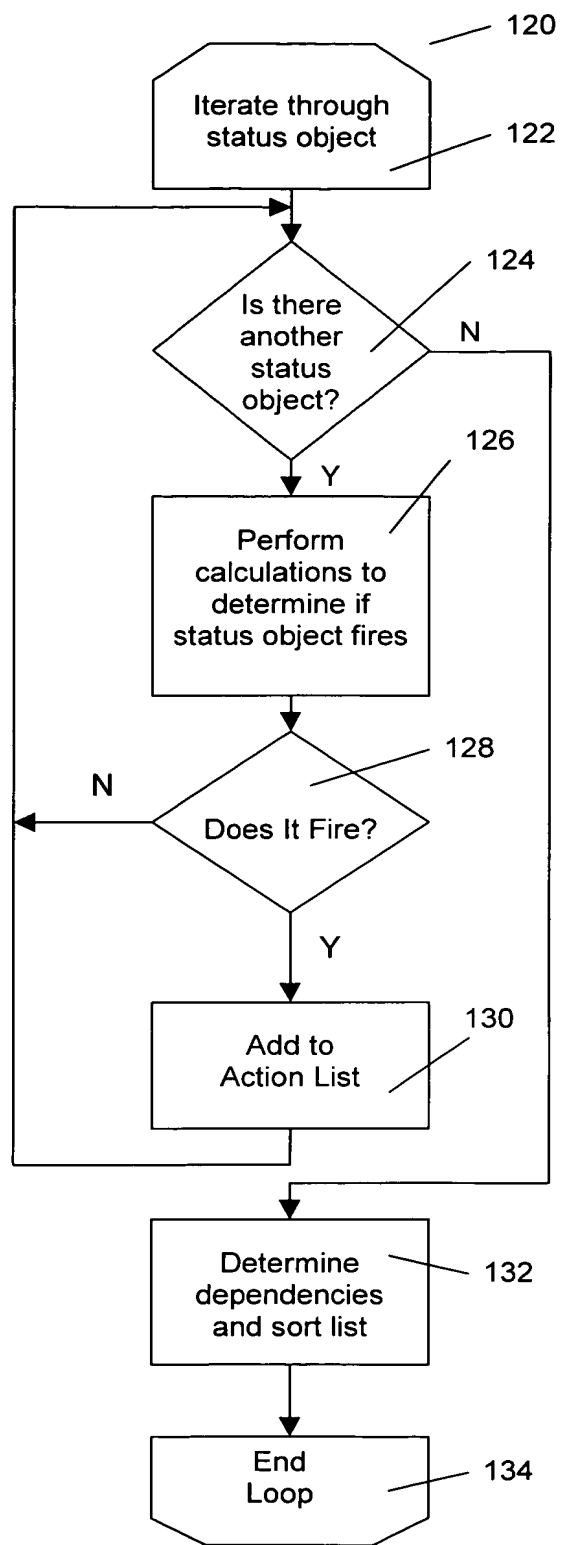 120
Iterate through
status object
122
124
Is there
another
status
object?
N
Y
126
Perform
calculations to
determine if
status object fires
128
N
Does It Fire?
Y
130
Add to
Action List
Determine
dependencies
and sort list
132
End
Loop
134